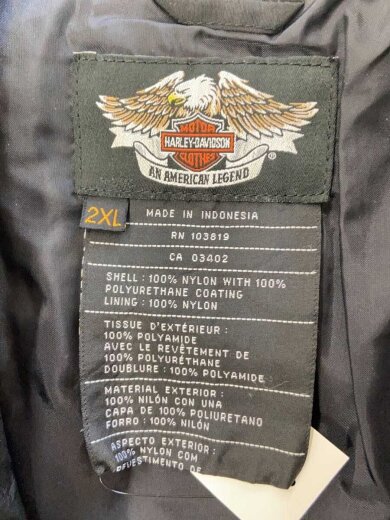 MOTOR
HARLEY-DAVIDSON
CLOTHES
AN AMERICAN LEGEND
®
2XL
MADE IN INDONESIA
RN 103819
CA 03402
SHELL : 100% NYLON WITH 100%
POLYURETHANE COATING
LINING : 100% NYLON
TISSUE D'EXTÉRIEUR :
100% POLYAMIDE
AVEC LE REVÊTEMENT DE
100% POLYURÉTHANE
DOUBLURE : 100% POLYAMIDE
MATERIAL EXTERIOR :
100% NILÓN CON UNA
CAPA DE 100% POLIURETANO
FORRO : 100% NILÓN
ASPECTO EXTERIOR :
100% NYLON COM
REVESTIMENTO DE